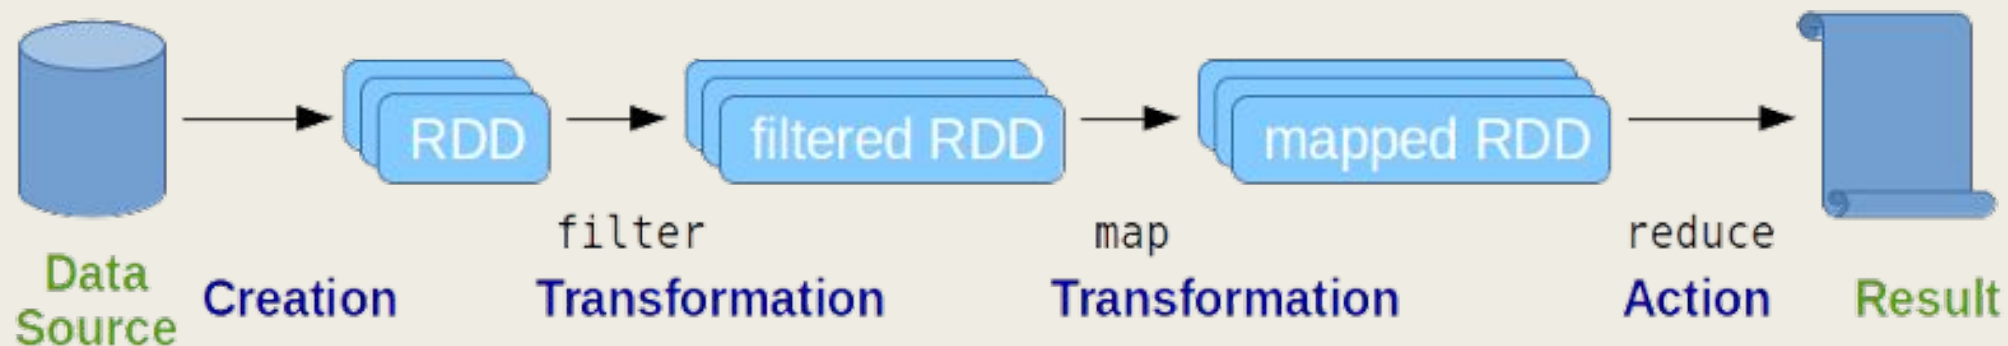 RDD
filtered RDD
mapped RDD
filter
map
reduce
Data
Source
Creation
Transformation
Transformation
Action
Result